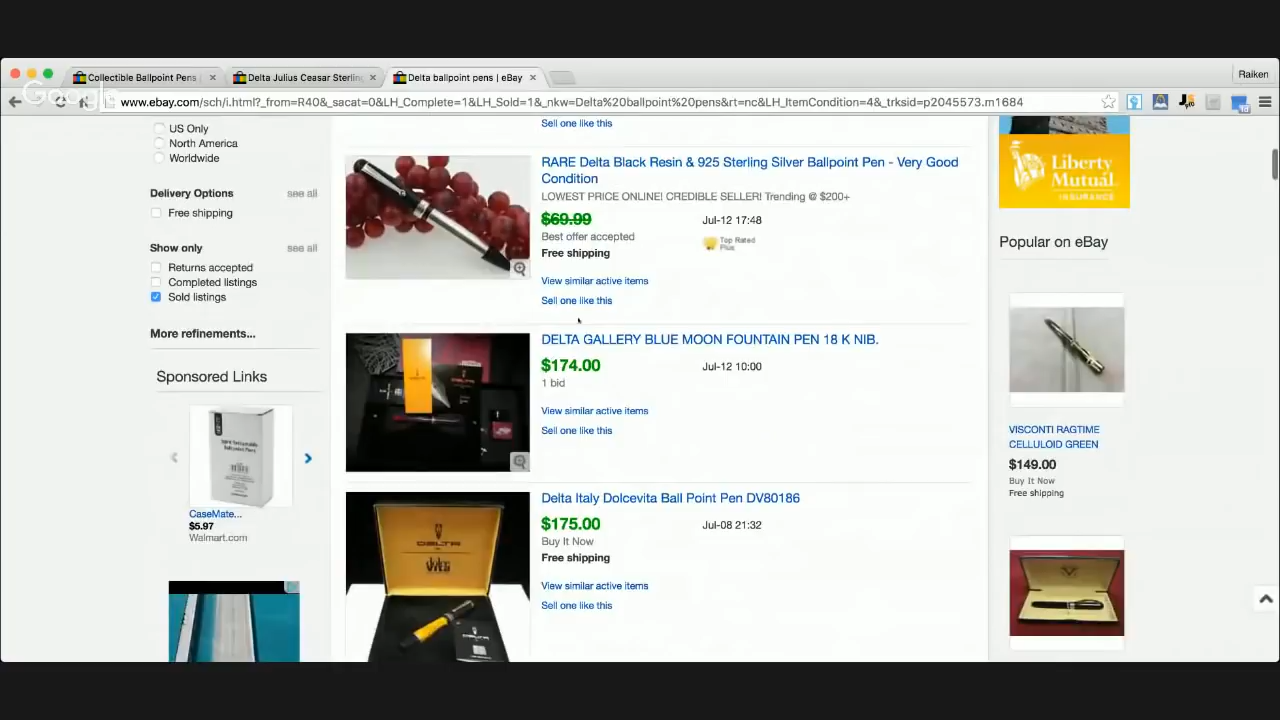 Google
Collectible Ballpoint Pens
Delta Julius Ceasar Sterling
Delta ballpoint pens | eBay
Raiken
www.ebay.com/sch/i.html?_from=R40&_sacat=0&LH_Complete=1&LH_Sold=1&_nkw=Delta%20ballpoint%20pens&rt=nc&LH_ItemCondition=4&_trksid=p2045573.m1684
US Only
North America
Worldwide
Delivery Options
see all
Free shipping
Show only
see all
Returns accepted
Completed listings
Sold listings
More refinements...
Sponsored Links
CaseMate...
$5.97
Walmart.com
Sell one like this
RARE Delta Black Resin & 925 Sterling Silver Ballpoint Pen - Very Good
Condition
LOWEST PRICE ONLINE! CREDIBLE SELLER! Trending @ $200+
$69.99
Jul-12 17:48
Best offer accepted
Top Rated
Plus
Free shipping
View similar active items
Sell one like this
DELTA GALLERY BLUE MOON FOUNTAIN PEN 18 K NIB.
$174.00
Jul-12 10:00
1 bid
View similar active items
Sell one like this
Delta Italy Dolcevita Ball Point Pen DV80186
$175.00
Jul-08 21:32
Buy It Now
Free shipping
View similar active items
Sell one like this
DELTA
Liberty
Mutual.
INSURANCE
Popular on eBay
VISCONTI RAGTIME
CELLULOID GREEN
$149.00
Buy It Now
Free shipping